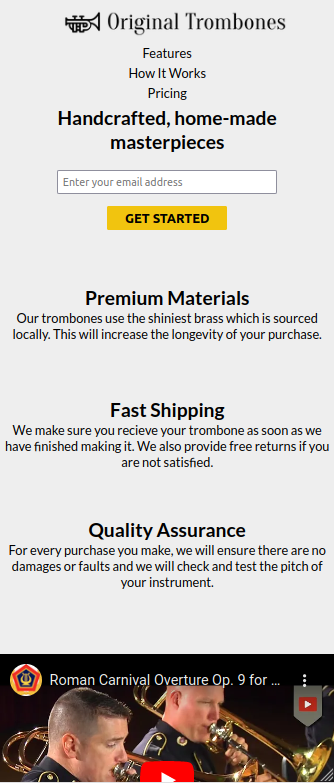 Original Trombones
Features
How It Works
Pricing
Handcrafted, home-made
masterpieces
Enter your email address
GET STARTED
Premium Materials
Our trombones use the shiniest brass which is sourced
locally. This will increase the longevity of your purchase.
Fast Shipping
We make sure you recieve your trombone as soon as we
have finished making it. We also provide free returns if you
are not satisfied.
Quality Assurance
For every purchase you make, we will ensure there are no
damages or faults and we will check and test the pitch of
your instrument.
Roman Carnival Overture Op. 9 for ...